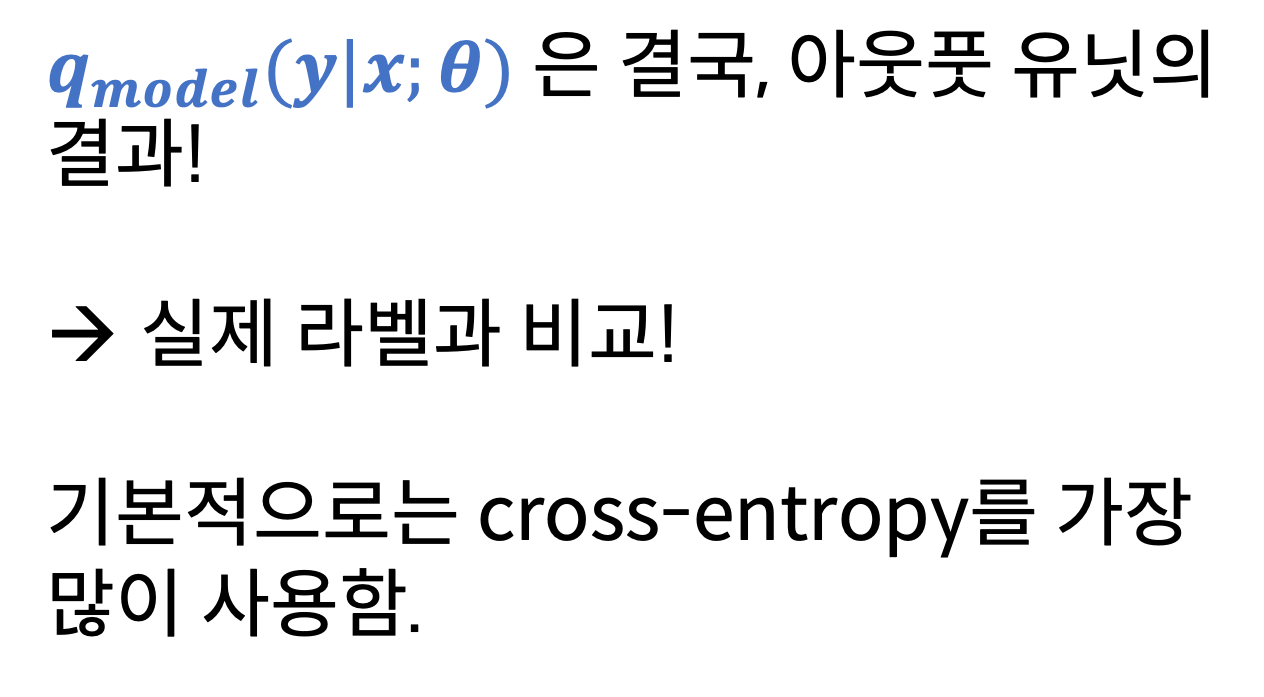 q_model(y|x; θ) 은 결국, 아웃풋 유닛의
결과!
→ 실제 라벨과 비교!
기본적으로는 cross-entropy를 가장
많이 사용함.